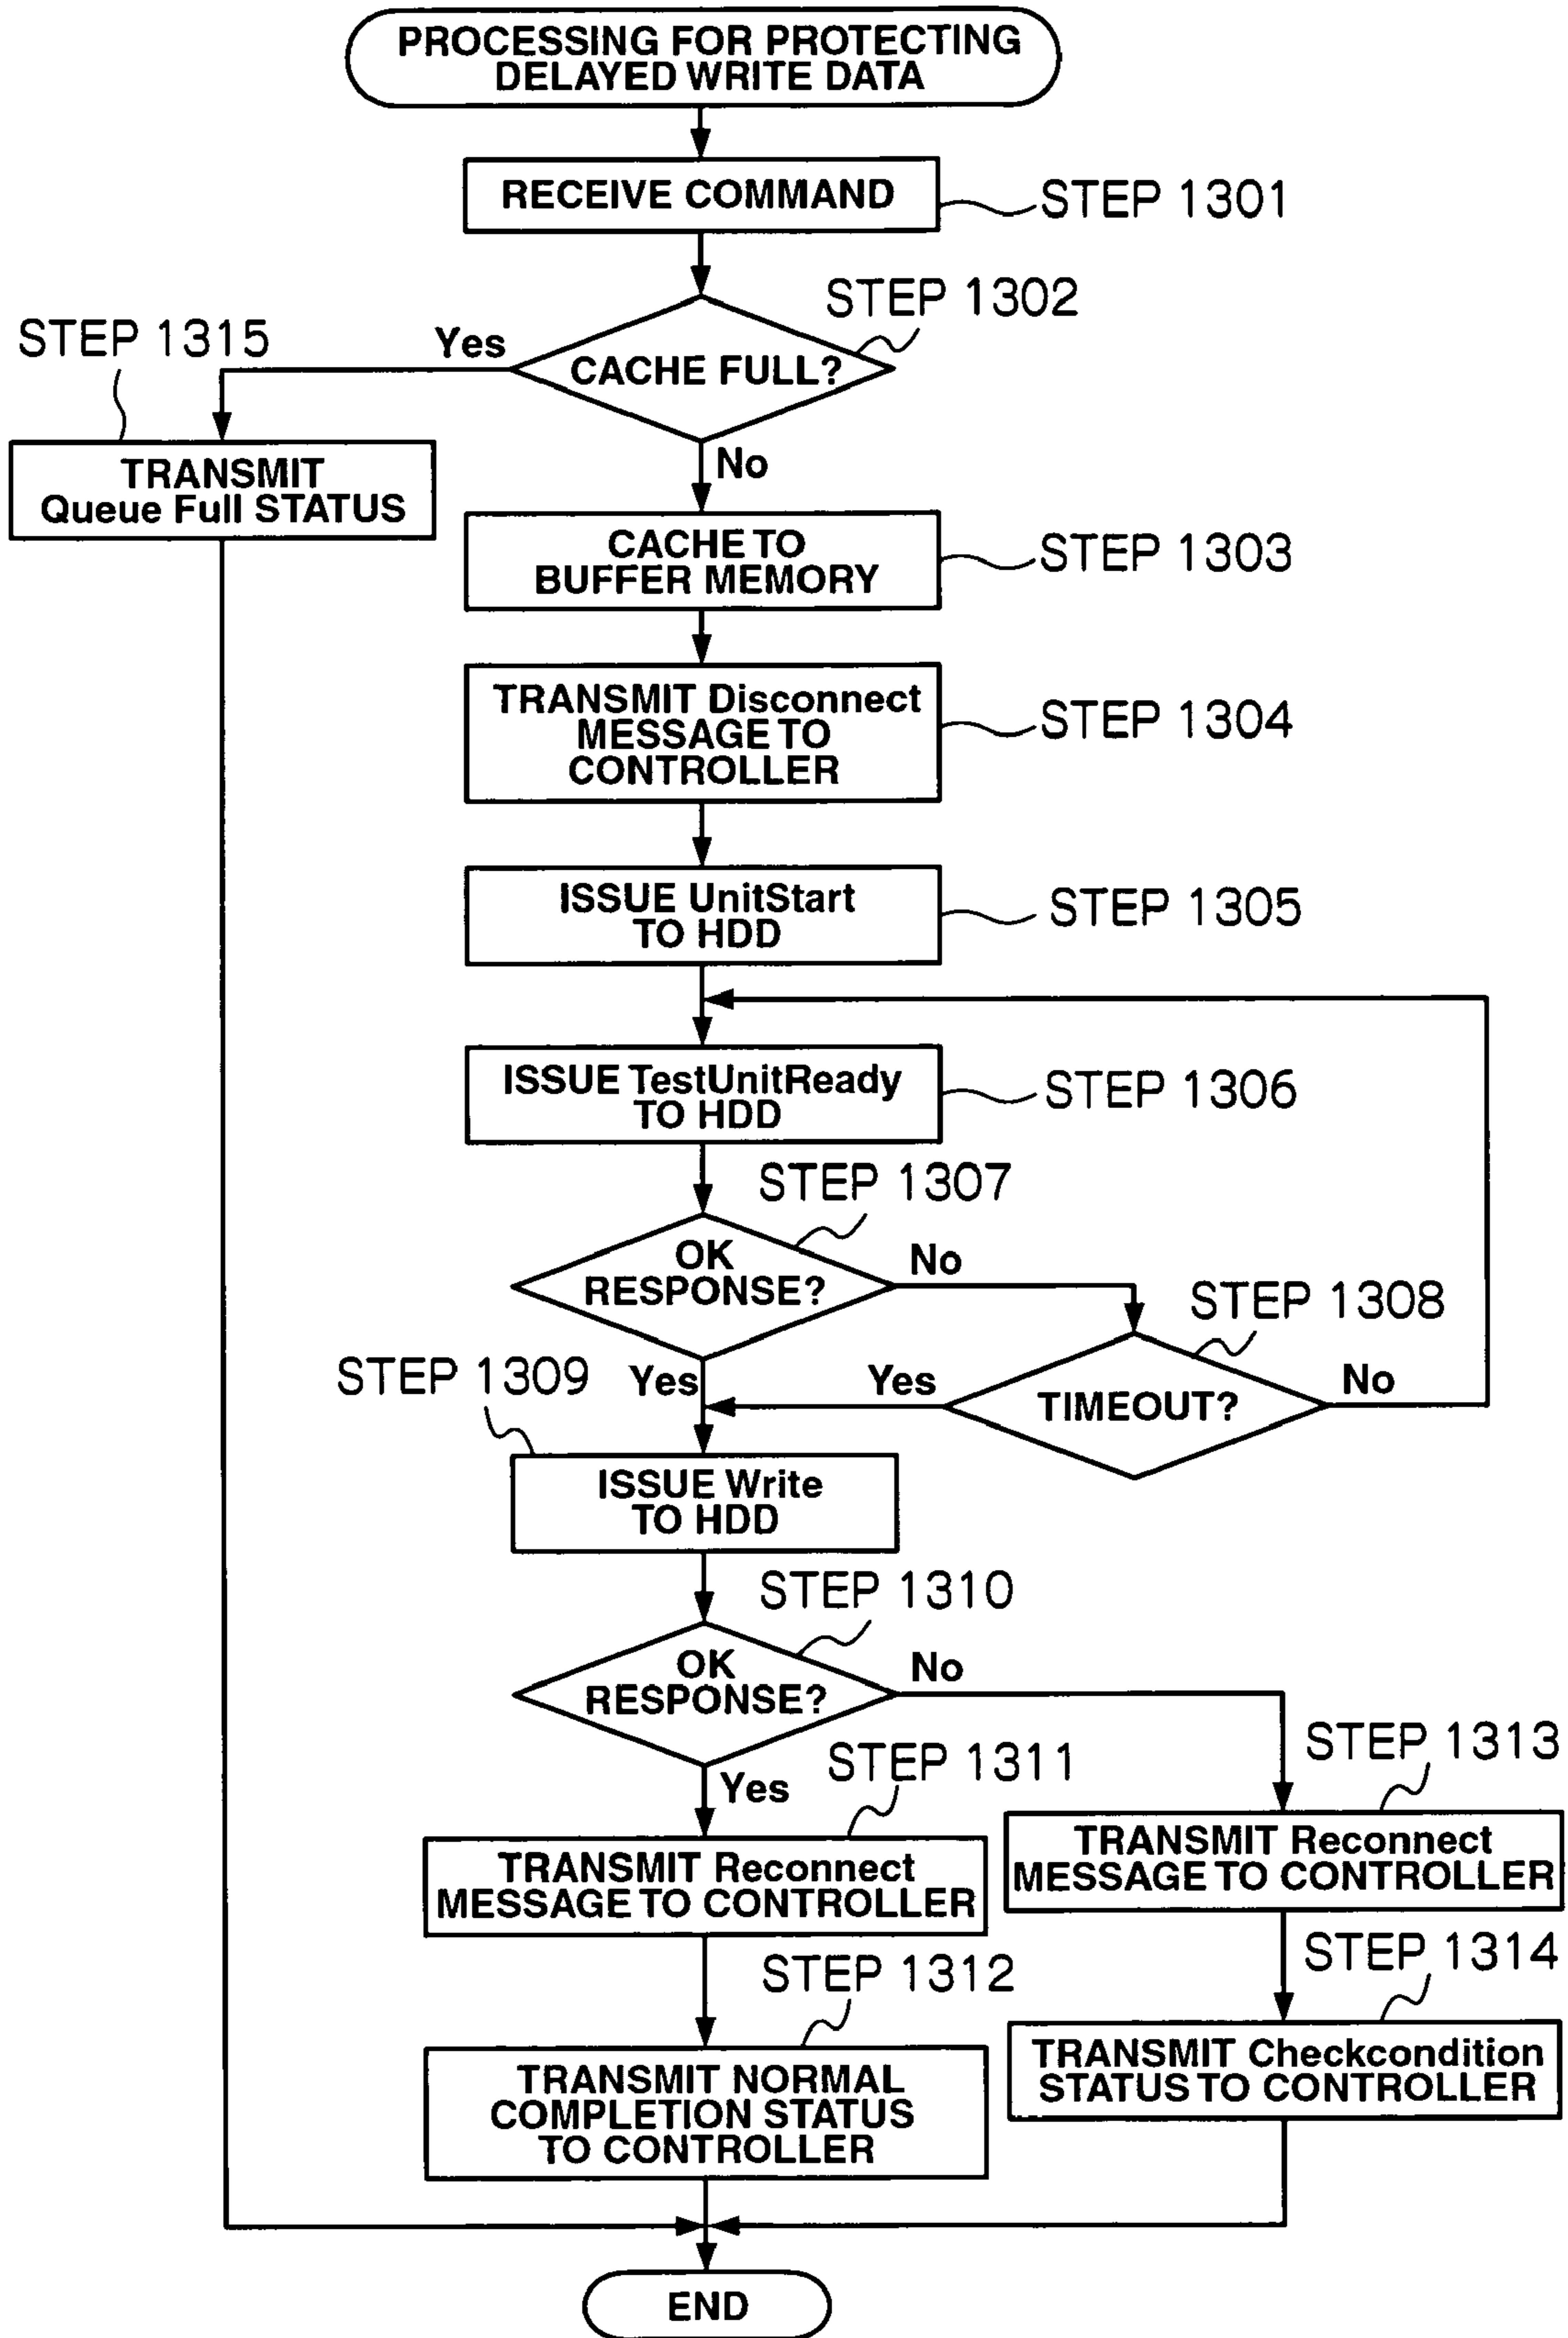 PROCESSING FOR PROTECTING
DELAYED WRITE DATA
RECEIVE COMMAND
STEP 1301
STEP 1302
STEP 1315
Yes
CACHE FULL?
No
TRANSMIT
Queue Full STATUS
CACHE TO
BUFFER MEMORY
STEP 1303
TRANSMIT Disconnect
MESSAGE TO
CONTROLLER
STEP 1304
ISSUE UnitStart
TO HDD
STEP 1305
ISSUE TestUnitReady
TO HDD
STEP 1306
STEP 1307
OK
RESPONSE?
No
STEP 1308
STEP 1309
Yes
Yes
TIMEOUT?
No
ISSUE Write
TO HDD
STEP 1310
OK
RESPONSE?
No
STEP 1311
STEP 1313
Yes
TRANSMIT Reconnect
MESSAGE TO CONTROLLER
TRANSMIT Reconnect
MESSAGE TO CONTROLLER
STEP 1312
STEP 1314
TRANSMIT NORMAL
COMPLETION STATUS
TO CONTROLLER
TRANSMIT Checkcondition
STATUS TO CONTROLLER
END